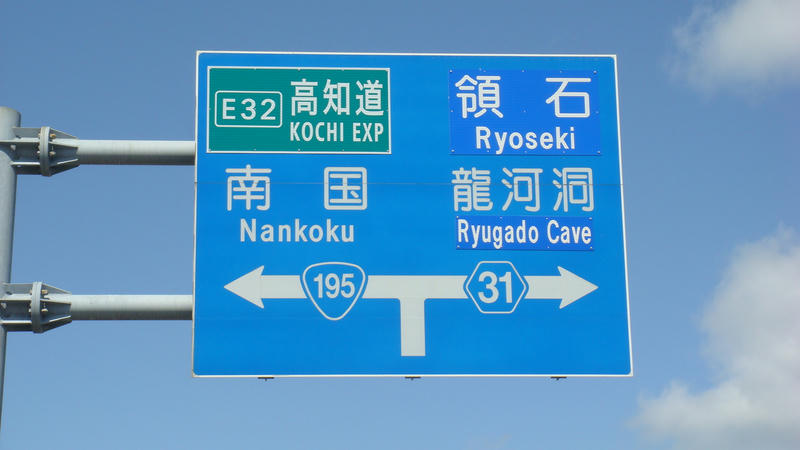 E32 高知道
KOCHI EXP
南国
Nankoku
195
領石
Ryoseki
龍河洞
Ryugado Cave
31